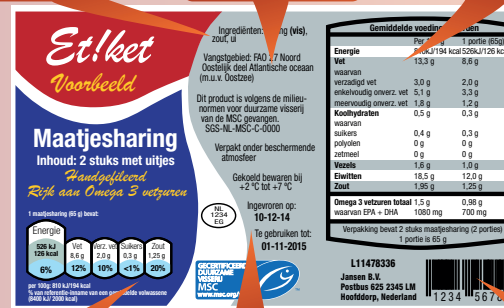 Et!ket
Voorbeeld
Maatjesharing
Inhoud: 2 stuks met uitjes
Handgefileerd
Rijk aan Omega 3 vetzuren
1 maatjesharing (65 g) bevat:
Energie
526 kJ
126 kcal
6%
Vet
8,6 g
12%
Verz. vet
2,0 g
10%
Suikers
0,3 g
<1%
Zout
1,25 g
20%
per 100g: 810 kJ/194 kcal
% van referentie-inname van een volwassene
(8400 kJ/ 2000 kcal)
Ingrediënten: (vis),
zout, ui
Vangstgebied: FAO 27 Noord
Oostelijk deel Atlantische oceaan
(m.u.v. Oostzee)
Dit product is volgens de milieu-
normen voor duurzame visserij
van de MSC gevangen.
SGS-NL-MSC-C-0000
Verpakt onder beschermende
atmosfeer
Gekoeld bewaren bij
+2 °C tot +7 °C
NL
1234
EG
Ingevroren op:
10-12-14
Te gebruiken tot:
01-11-2015
GECERTIFICEERDE
DUURZAME
VISSERIJ
MSC
www.msc.org/
Gemiddelde
Per 1 portie (65g)
Energie 810kJ/194 kcal 526kJ/126 kcal
Vet 13,3 g 8,6 g
waarvan
verzadigd vet 3,0 g 2,0 g
enkelvoudig onverz. vet 5,1 g 3,3 g
meervoudig onverz. vet 1,8 g 1,2 g
Koolhydraten 0,5 g 0,3 g
waarvan
suikers 0,4 g 0,3 g
polyolen 0 g 0 g
zetmeel 0 g 0 g
Vezels 1,6 g 1,0 g
Eiwitten 18,5 g 12,0 g
Zout 1,95 g 1,25 g
Omega 3 vetzuren totaal 1,5 g 0,98 g
waarvan EPA + DHA 1080 mg 700 mg
Verpakking bevat 2 stuks maatjesharing (2 porties)
1 portie is 65 g
L11478336
Jansen B.V.
Postbus 625 2345 LM
Hoofddorp, Nederland
1234 567